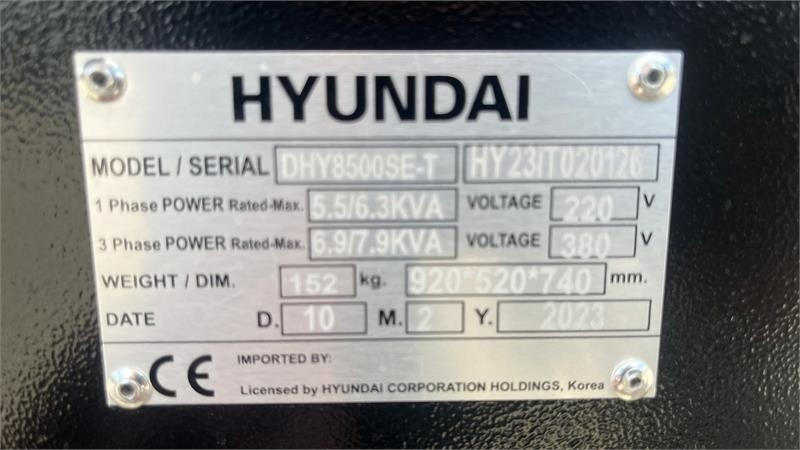 HYUNDAI
MODEL / SERIAL DHY8500SE-T HY23IT020126
1 Phase POWER Rated-Max. 5.5/6.3KVA VOLTAGE 220 V
3 Phase POWER Rated-Max. 6.9/7.9KVA VOLTAGE 380 V
WEIGHT / DIM. 152 kg. 920*520*740 mm.
DATE D. 10 M. 2 Y. 2023
CE IMPORTED BY:
Licensed by HYUNDAI CORPORATION HOLDINGS, Korea